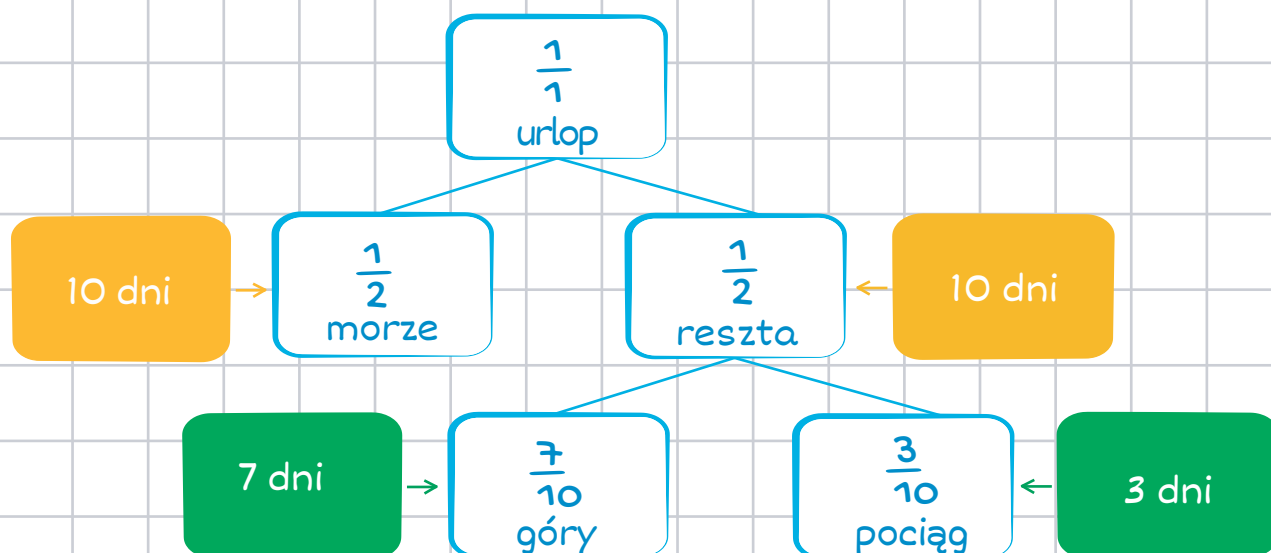 1/1
urlop
10 dni
1/2
morze
1/2
reszta
10 dni
7 dni
7/10
góry
3/10
pociąg
3 dni